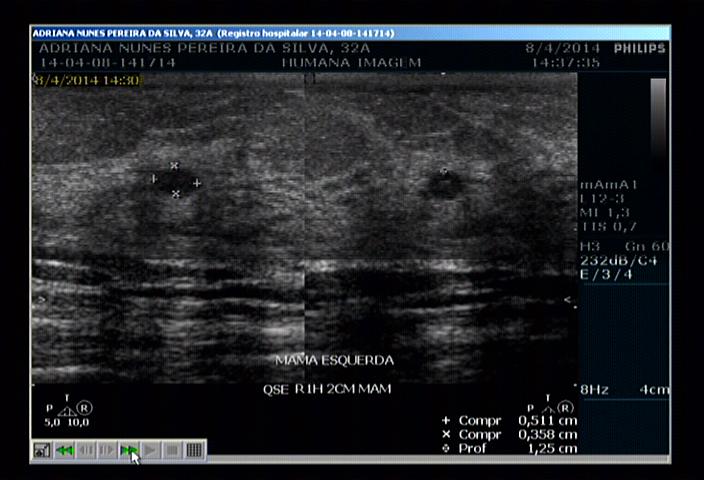 ADRIANA NUNES PEREIRA DA SILVA, 32A (Registro hospitalar 14-04-08-141714)
ADRIANA NUNES PEREIRA DA SILVA, 32A 8/4/2014 PHILIPS
14-04-08-141714 HUMANA IMAGEM 14:37:35
8/4/2014 14:30
mAmA1
L12-3
MI 1,3
TIS 0,7
H3 Gn 60
232dB/C4
E/3/4
MAMA ESQUERDA
QSE R1H 2CM MAM
8Hz 4cm
P T R
5,0 10,0
P T R
+ Compr 0,511 cm
× Compr 0,358 cm
Prof 1,25 cm